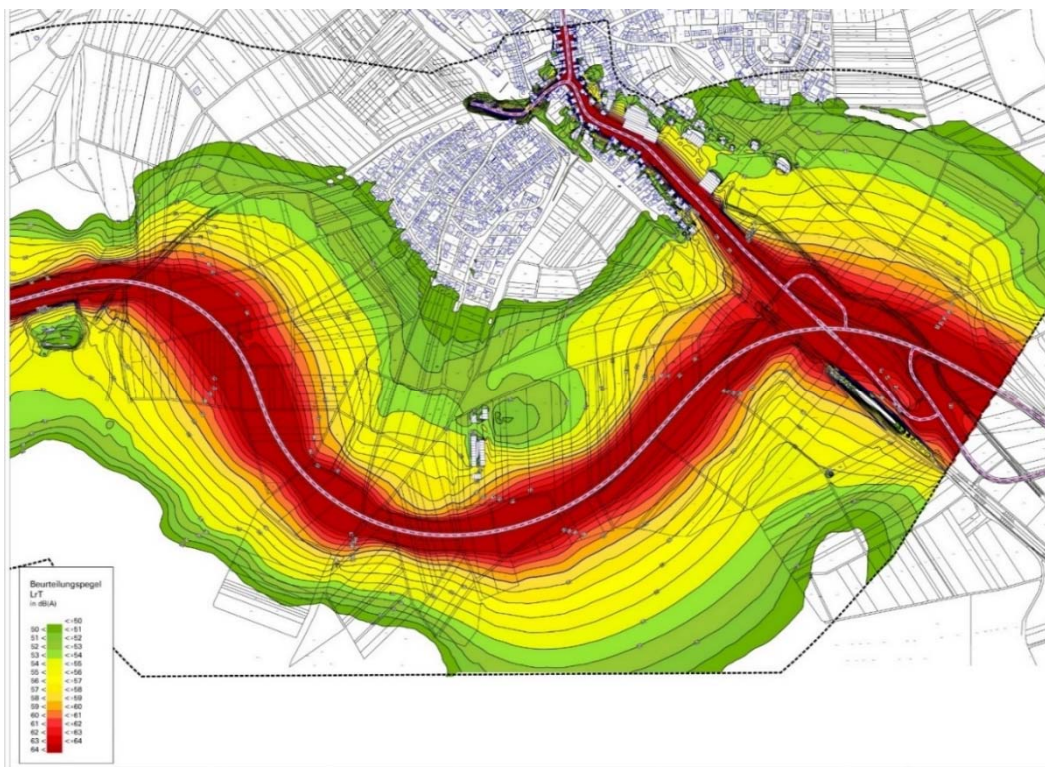 Beurteilungspegel
LrT
in dB(A)
<=50
50 < <=51
51 < <=52
52 < <=53
53 < <=54
54 < <=55
55 < <=56
56 < <=57
57 < <=58
58 < <=59
59 < <=60
60 < <=61
61 < <=62
62 < <=63
63 < <=64
64 <